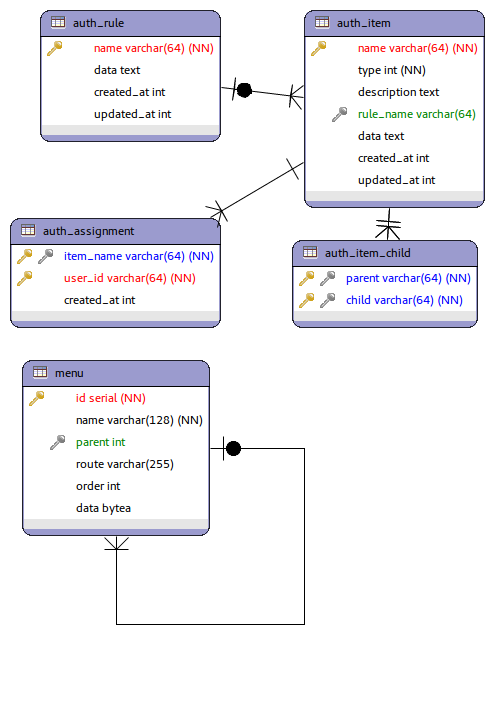 auth_rule
name varchar(64) (NN)
data text
created_at int
updated_at int
auth_item
name varchar(64) (NN)
type int (NN)
description text
rule_name varchar(64)
data text
created_at int
updated_at int
auth_assignment
item_name varchar(64) (NN)
user_id varchar(64) (NN)
created_at int
auth_item_child
parent varchar(64) (NN)
child varchar(64) (NN)
menu
id serial (NN)
name varchar(128) (NN)
parent int
route varchar(255)
order int
data bytea